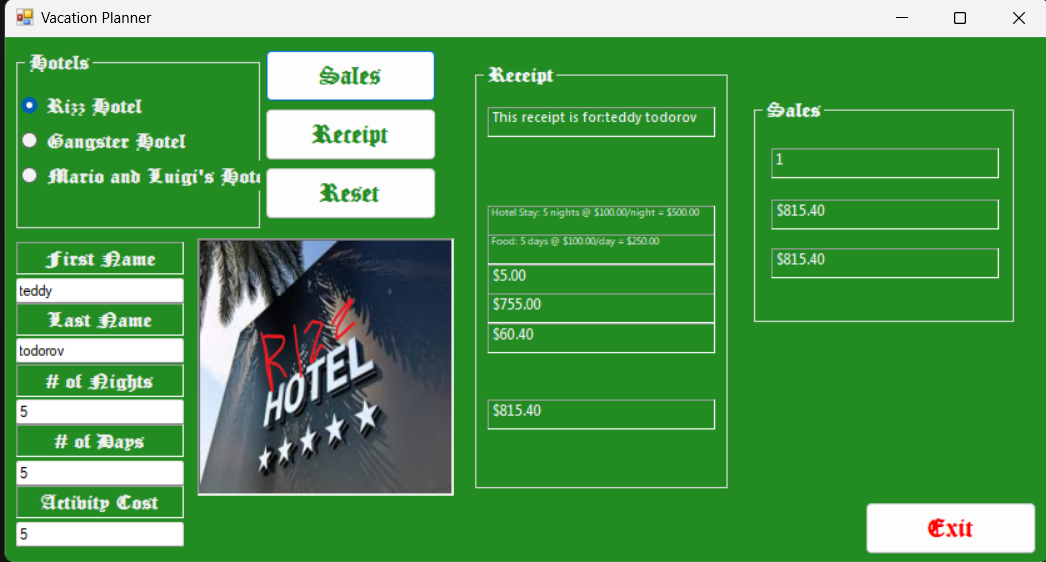 Vacation Planner
Hotels
Rizz Hotel
Gangster Hotel
Mario and Luigi's Hote
First Name
teddy
Last Name
todorov
# of Nights
5
# of Days
5
Activity Cost
5
Sales
Receipt
Reset
RIZZ
HOTEL
Receipt
This receipt is for:teddy todorov
Hotel Stay: 5 nights @ $100.00/night = $500.00
Food: 5 days @ $100.00/day = $250.00
$5.00
$755.00
$60.40
$815.40
Sales
1
$815.40
$815.40
Exit